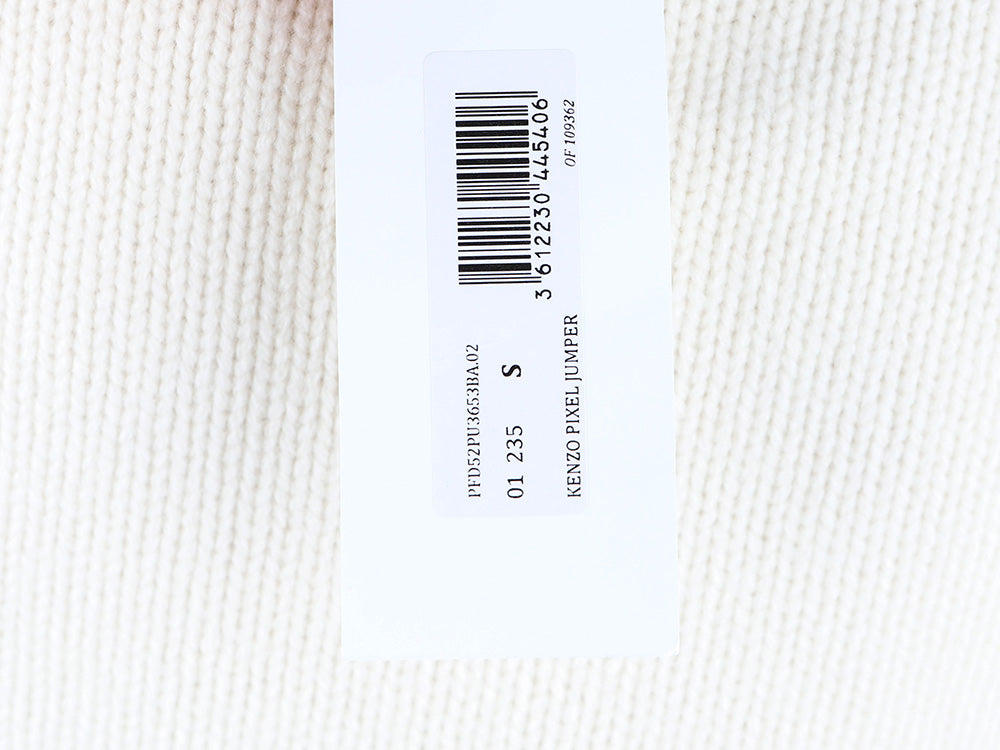 PFD52PU3653BA.02
01 235 S
KENZO PIXEL JUMPER
3 612230 445406
OF 109362